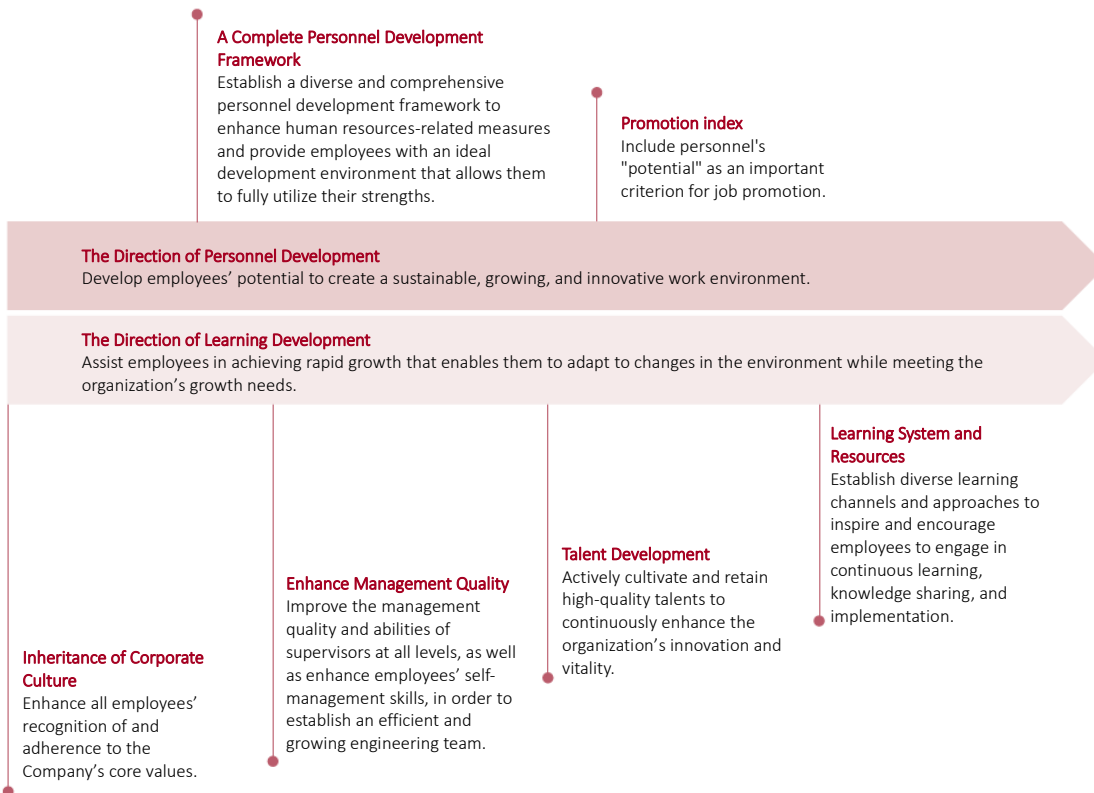 A Complete Personnel Development
Framework
Establish a diverse and comprehensive
personnel development framework to
enhance human resources-related measures
and provide employees with an ideal
development environment that allows them
to fully utilize their strengths.
Promotion index
Include personnel's
"potential" as an important
criterion for job promotion.
The Direction of Personnel Development
Develop employees’ potential to create a sustainable, growing, and innovative work environment.
The Direction of Learning Development
Assist employees in achieving rapid growth that enables them to adapt to changes in the environment while meeting the
organization’s growth needs.
Inheritance of Corporate
Culture
Enhance all employees’
recognition of and
adherence to the
Company’s core values.
Enhance Management Quality
Improve the management
quality and abilities of
supervisors at all levels, as well
as enhance employees’ self-
management skills, in order to
establish an efficient and
growing engineering team.
Talent Development
Actively cultivate and retain
high-quality talents to
continuously enhance the
organization’s innovation and
vitality.
Learning System and
Resources
Establish diverse learning
channels and approaches to
inspire and encourage
employees to engage in
continuous learning,
knowledge sharing, and
implementation.